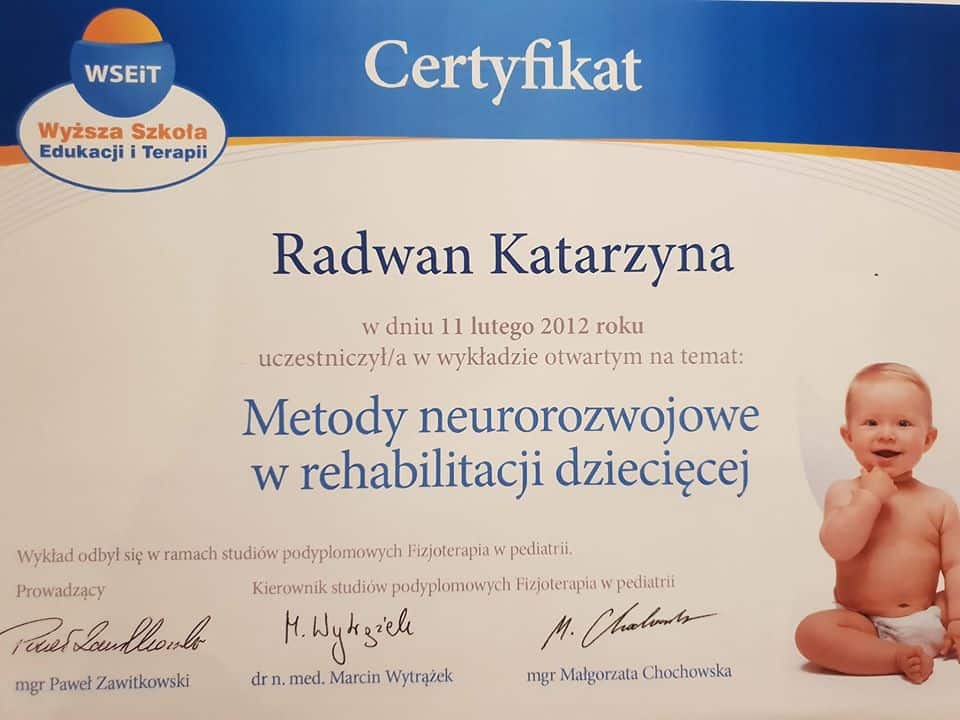 WSEiT
Wyższa Szkoła
Edukacji i Terapii
Certyfikat
Radwan Katarzyna
w dniu 11 lutego 2012 roku
uczestniczył/a w wykładzie otwartym na temat:
Metody neurorozwojowe
w rehabilitacji dziecięcej
Wykład odbył się w ramach studiów podyplomowych Fizjoterapia w pediatrii.
Prowadzący
Kierownik studiów podyplomowych Fizjoterapia w pediatrii
M. Wytrążek
mgr Paweł Zawitkowski
dr n. med. Marcin Wytrążek
mgr Małgorzata Chochowska